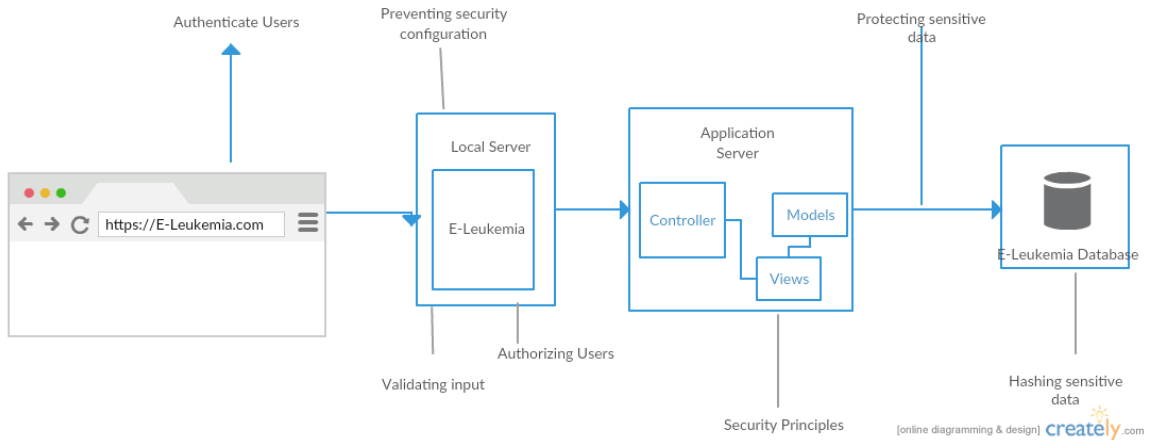 Authenticate Users
Preventing security
configuration
Protecting sensitive
data
Local Server
E-Leukemia
Application
Server
Controller
Models
Views
https://E-Leukemia.com
E-Leukemia Database
Authorizing Users
Validating input
Security Principles
Hashing sensitive
data
[online diagramming & design] creately.com